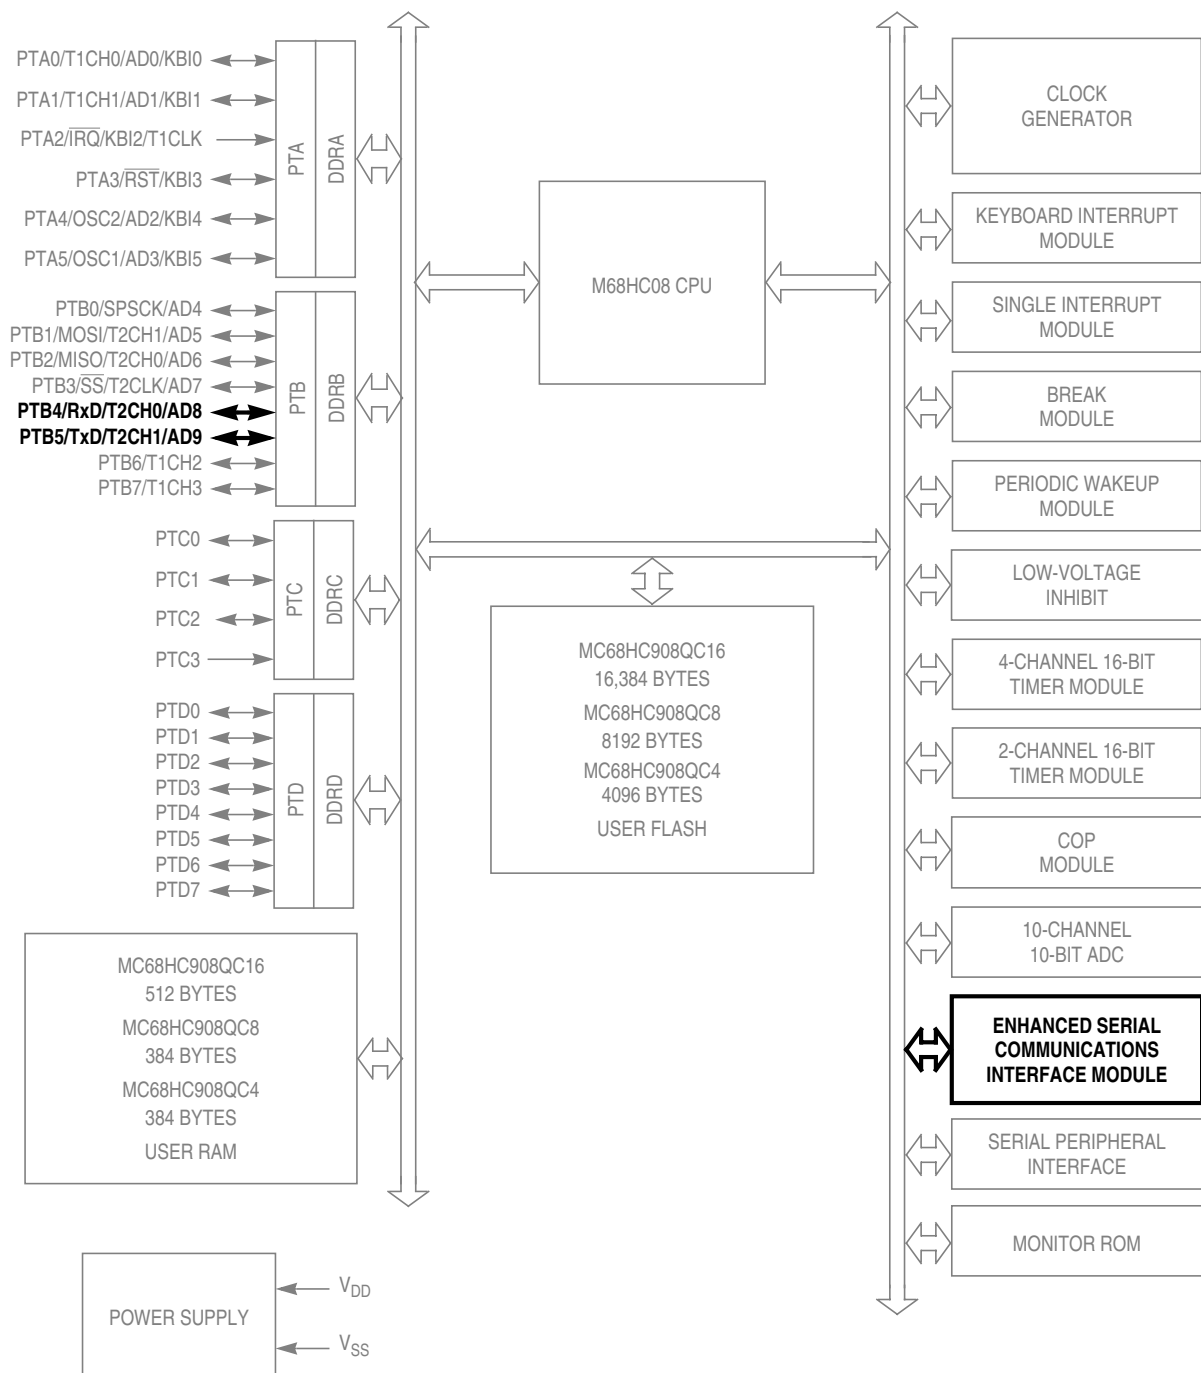 PTA0/T1CH0/AD0/KBI0
PTA1/T1CH1/AD1/KBI1
PTA2/IRQ/KBI2/T1CLK
PTA3/RST/KBI3
PTA4/OSC2/AD2/KBI4
PTA5/OSC1/AD3/KBI5
PTA
DDRA
PTB0/SPSCK/AD4
PTB1/MOSI/T2CH1/AD5
PTB2/MISO/T2CH0/AD6
PTB3/SS/T2CLK/AD7
PTB4/RxD/T2CH0/AD8
PTB5/TxD/T2CH1/AD9
PTB6/T1CH2
PTB7/T1CH3
PTB
DDRB
PTC0
PTC1
PTC2
PTC3
PTC
DDRC
PTD0
PTD1
PTD2
PTD3
PTD4
PTD5
PTD6
PTD7
PTD
DDRD
MC68HC908QC16
512 BYTES
MC68HC908QC8
384 BYTES
MC68HC908QC4
384 BYTES
USER RAM
POWER SUPPLY
VDD
VSS
M68HC08 CPU
MC68HC908QC16
16,384 BYTES
MC68HC908QC8
8192 BYTES
MC68HC908QC4
4096 BYTES
USER FLASH
CLOCK
GENERATOR
KEYBOARD INTERRUPT
MODULE
SINGLE INTERRUPT
MODULE
BREAK
MODULE
PERIODIC WAKEUP
MODULE
LOW-VOLTAGE
INHIBIT
4-CHANNEL 16-BIT
TIMER MODULE
2-CHANNEL 16-BIT
TIMER MODULE
COP
MODULE
10-CHANNEL
10-BIT ADC
ENHANCED SERIAL
COMMUNICATIONS
INTERFACE MODULE
SERIAL PERIPHERAL
INTERFACE
MONITOR ROM